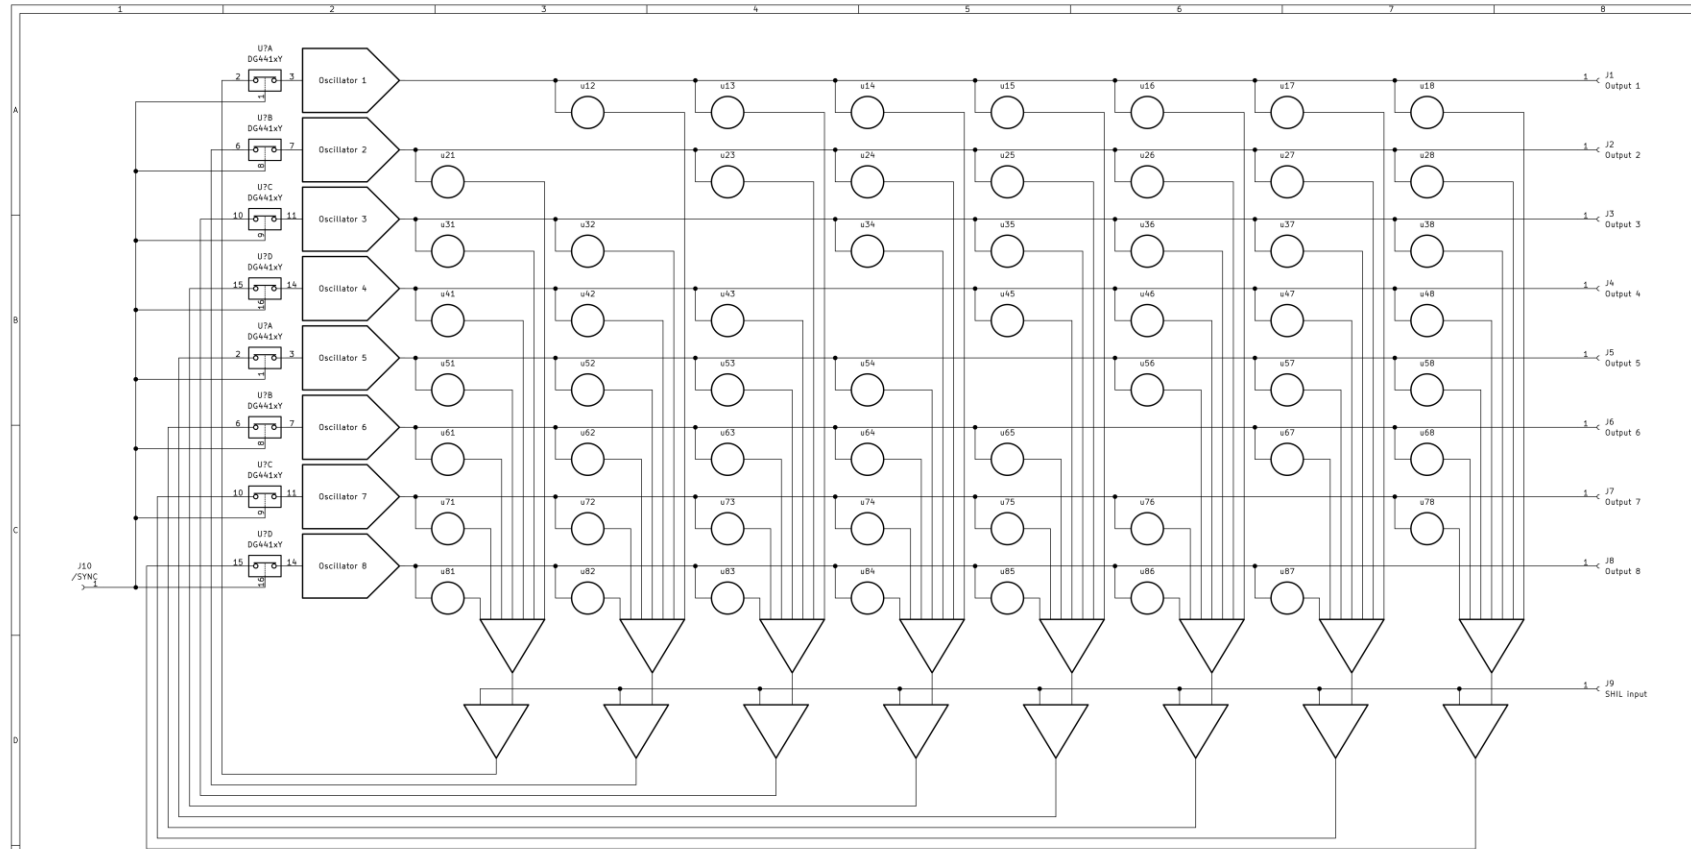 1 2 3 4 5 6 7 8
A
B
C
D
U?A
DG441xY
2 3
1
Oscillator 1
u12 u13 u14 u15 u16 u17 u18
1 J1
Output 1
U?B
DG441xY
6 7
8
Oscillator 2
u21 u23 u24 u25 u26 u27 u28
1 J2
Output 2
U?C
DG441xY
10 11
9
Oscillator 3
u31 u32 u34 u35 u36 u37 u38
1 J3
Output 3
U?D
DG441xY
15 14
16
Oscillator 4
u41 u42 u43 u45 u46 u47 u48
1 J4
Output 4
U?A
DG441xY
2 3
1
Oscillator 5
u51 u52 u53 u54 u56 u57 u58
1 J5
Output 5
U?B
DG441xY
6 7
8
Oscillator 6
u61 u62 u63 u64 u65 u67 u68
1 J6
Output 6
U?C
DG441xY
10 11
9
Oscillator 7
u71 u72 u73 u74 u75 u76 u78
1 J7
Output 7
U?D
DG441xY
15 14
16
Oscillator 8
u81 u82 u83 u84 u85 u86 u87
1 J8
Output 8
J10
/SYNC
1
1 J9
SHIL input